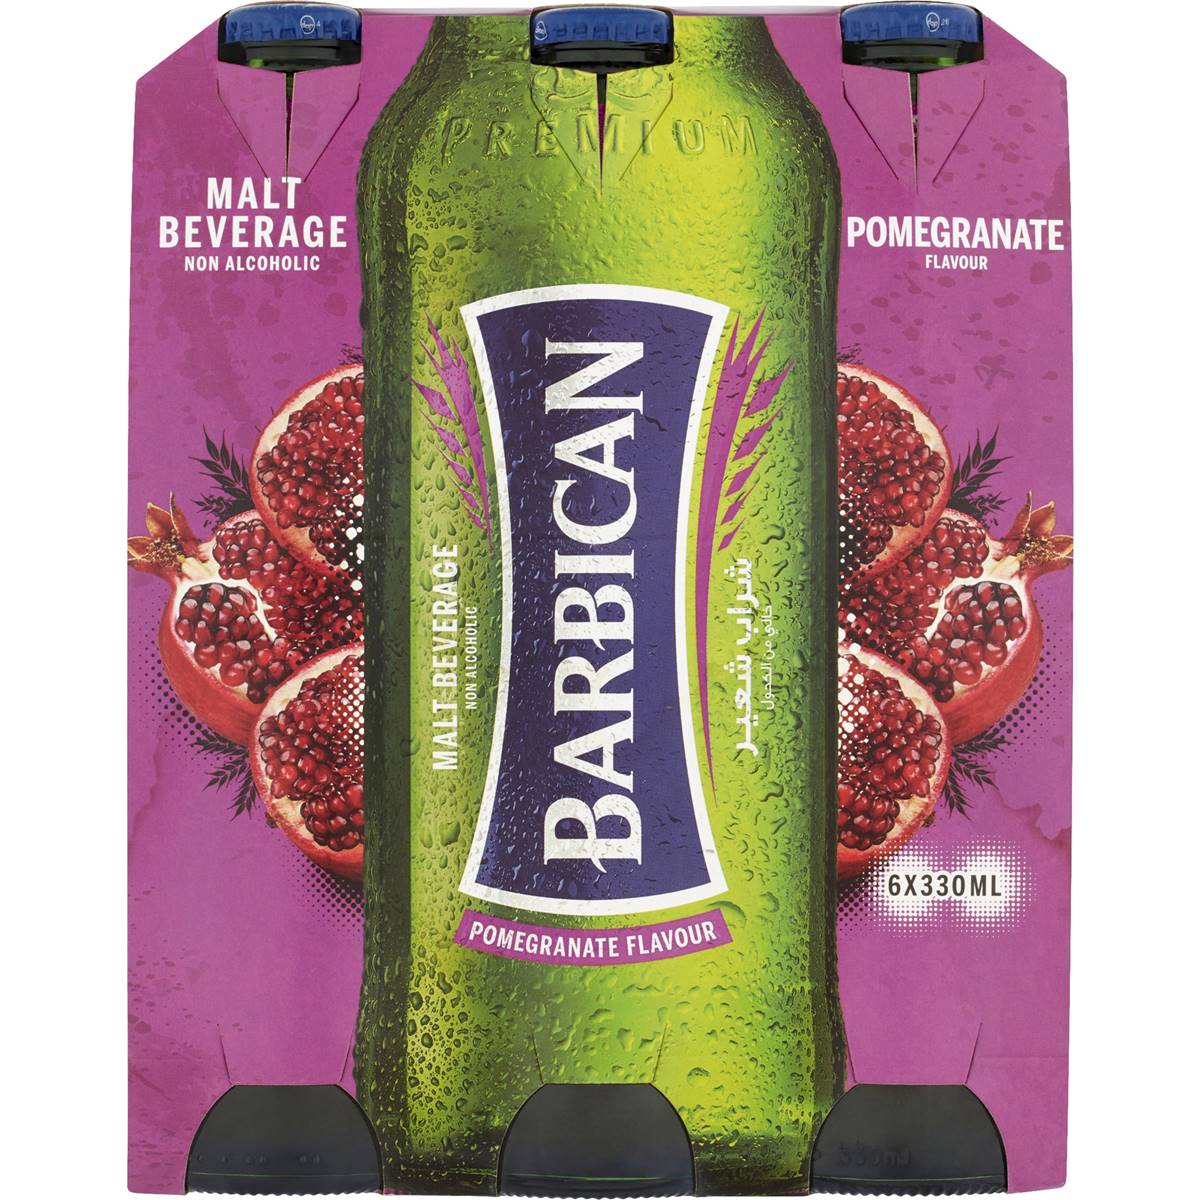 PREMIUM
MALT
BEVERAGE
NON ALCOHOLIC
POMEGRANATE
FLAVOUR
BARBICAN
MALT BEVERAGE
NON ALCOHOLIC
شراب شعير
خالي من الكحول
POMEGRANATE FLAVOUR
6X330ML
330ml